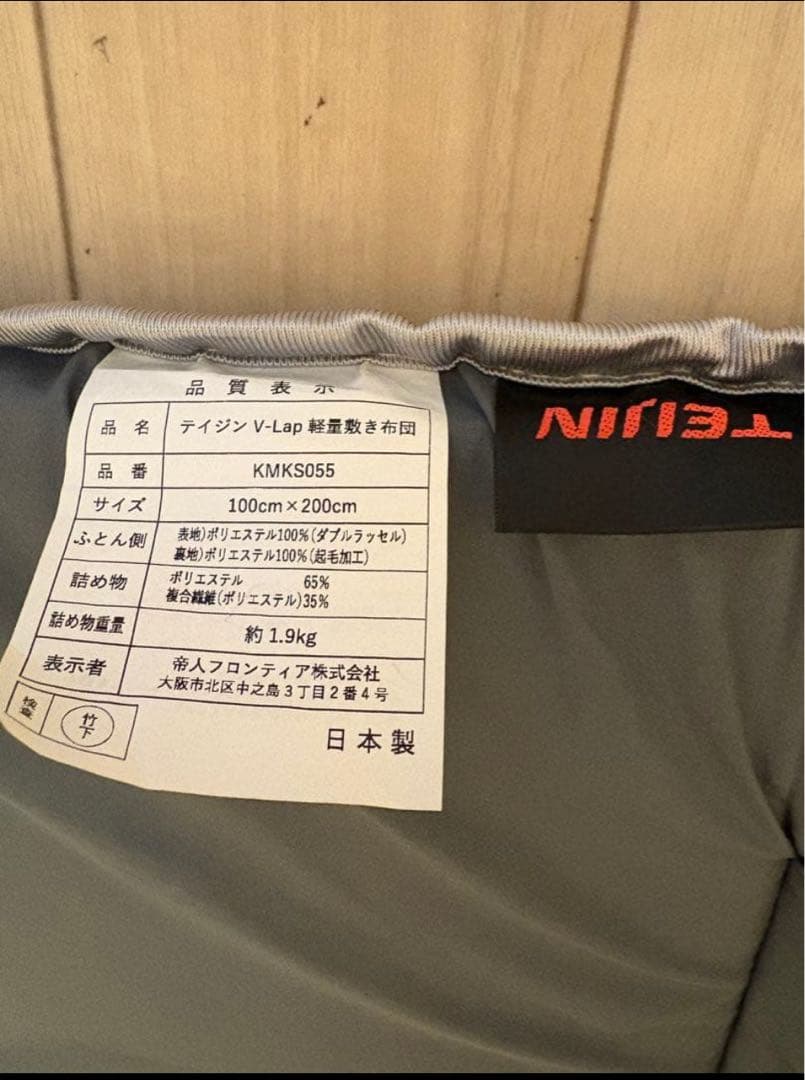 品質表示
品名 テイジン V-Lap 軽量敷き布団
品番 KMKS055
サイズ 100cm×200cm
ふとん側 表地)ポリエステル100%(ダブルラッセル)
裏地)ポリエステル100%(起毛加工)
詰め物 ポリエステル 65%
複合繊維(ポリエステル)35%
詰め物重量 約1.9kg
表示者 帝人フロンティア株式会社
大阪市北区中之島3丁目2番4号
検査 竹下
日本製
TEIJIN